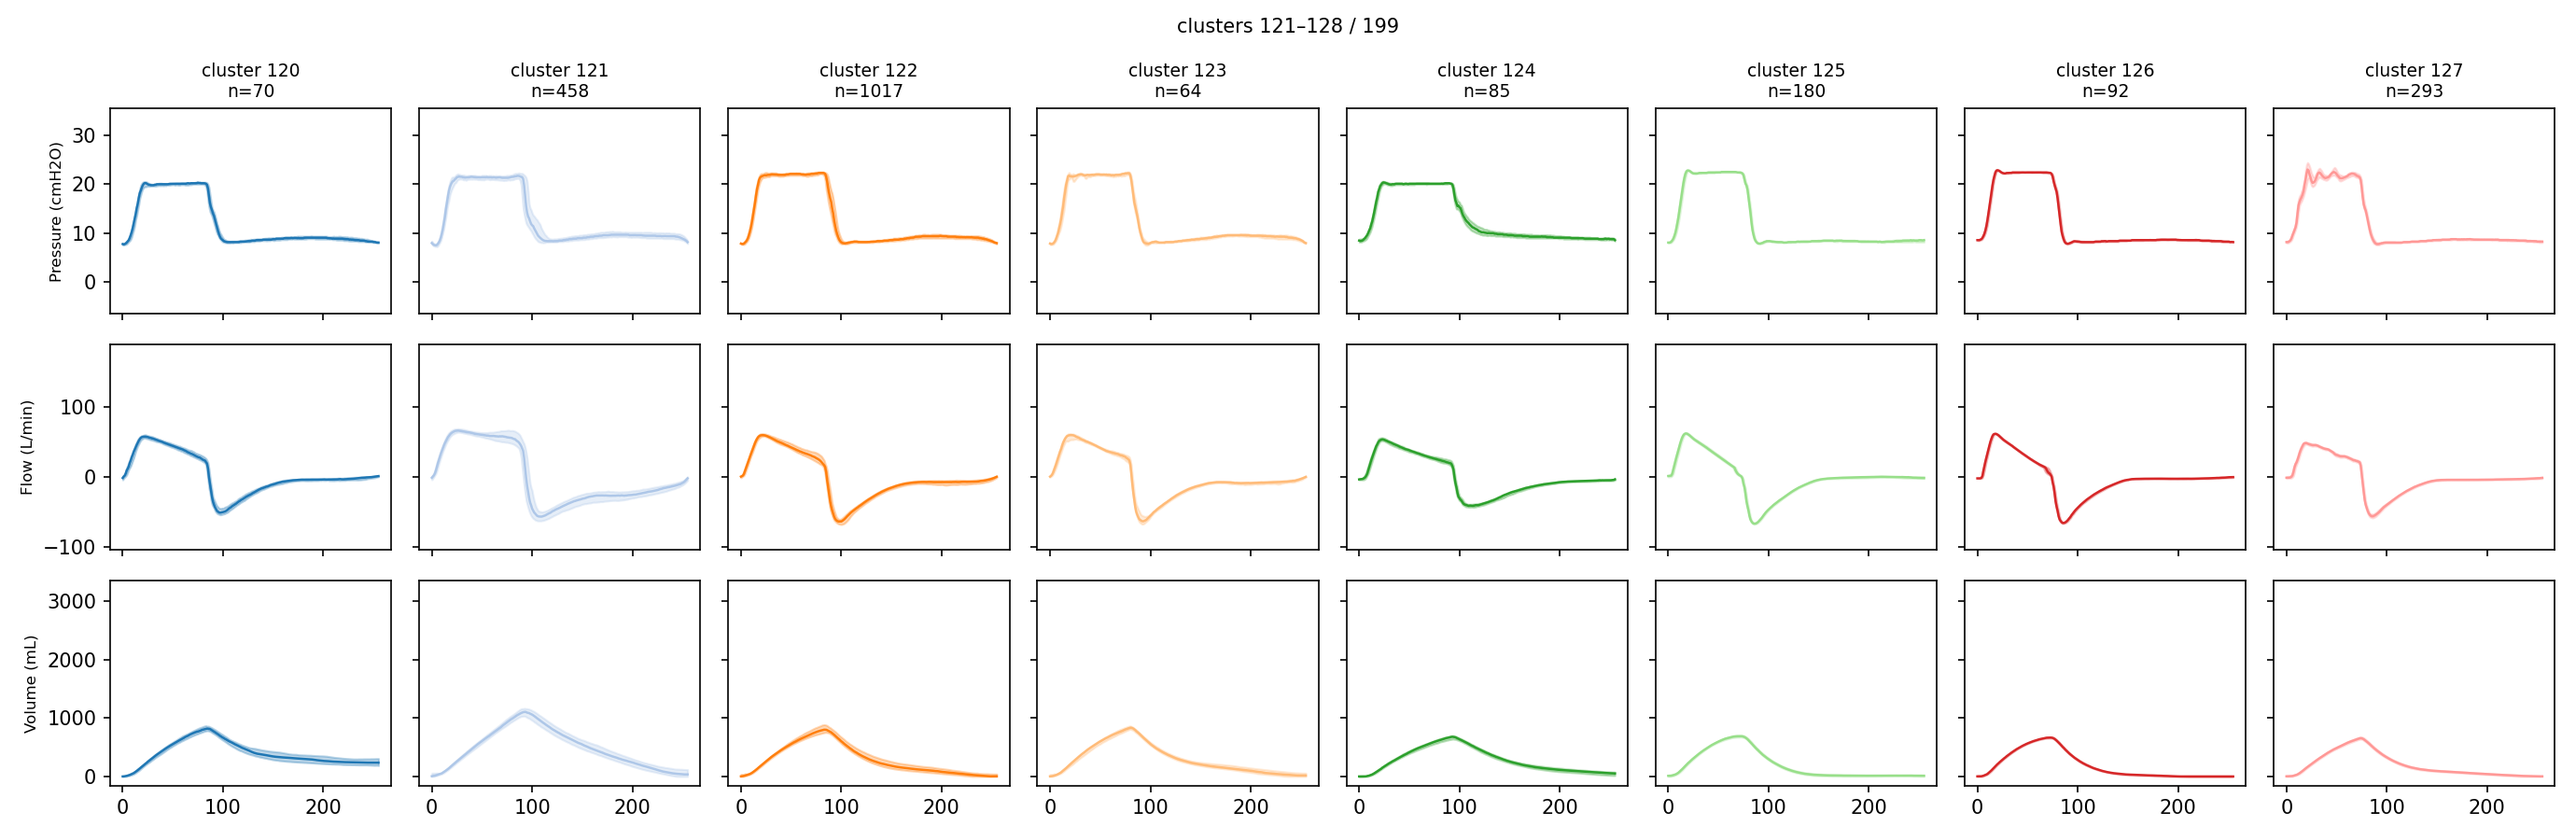 clusters 121–128 / 199
cluster 120
n=70
cluster 121
n=458
cluster 122
n=1017
cluster 123
n=64
cluster 124
n=85
cluster 125
n=180
cluster 126
n=92
cluster 127
n=293
Pressure (cmH2O)
30
20
10
0
Flow (L/min)
100
0
−100
Volume (mL)
3000
2000
1000
0
0 100 200 0 100 200 0 100 200 0 100 200 0 100 200 0 100 200 0 100 200 0 100 200